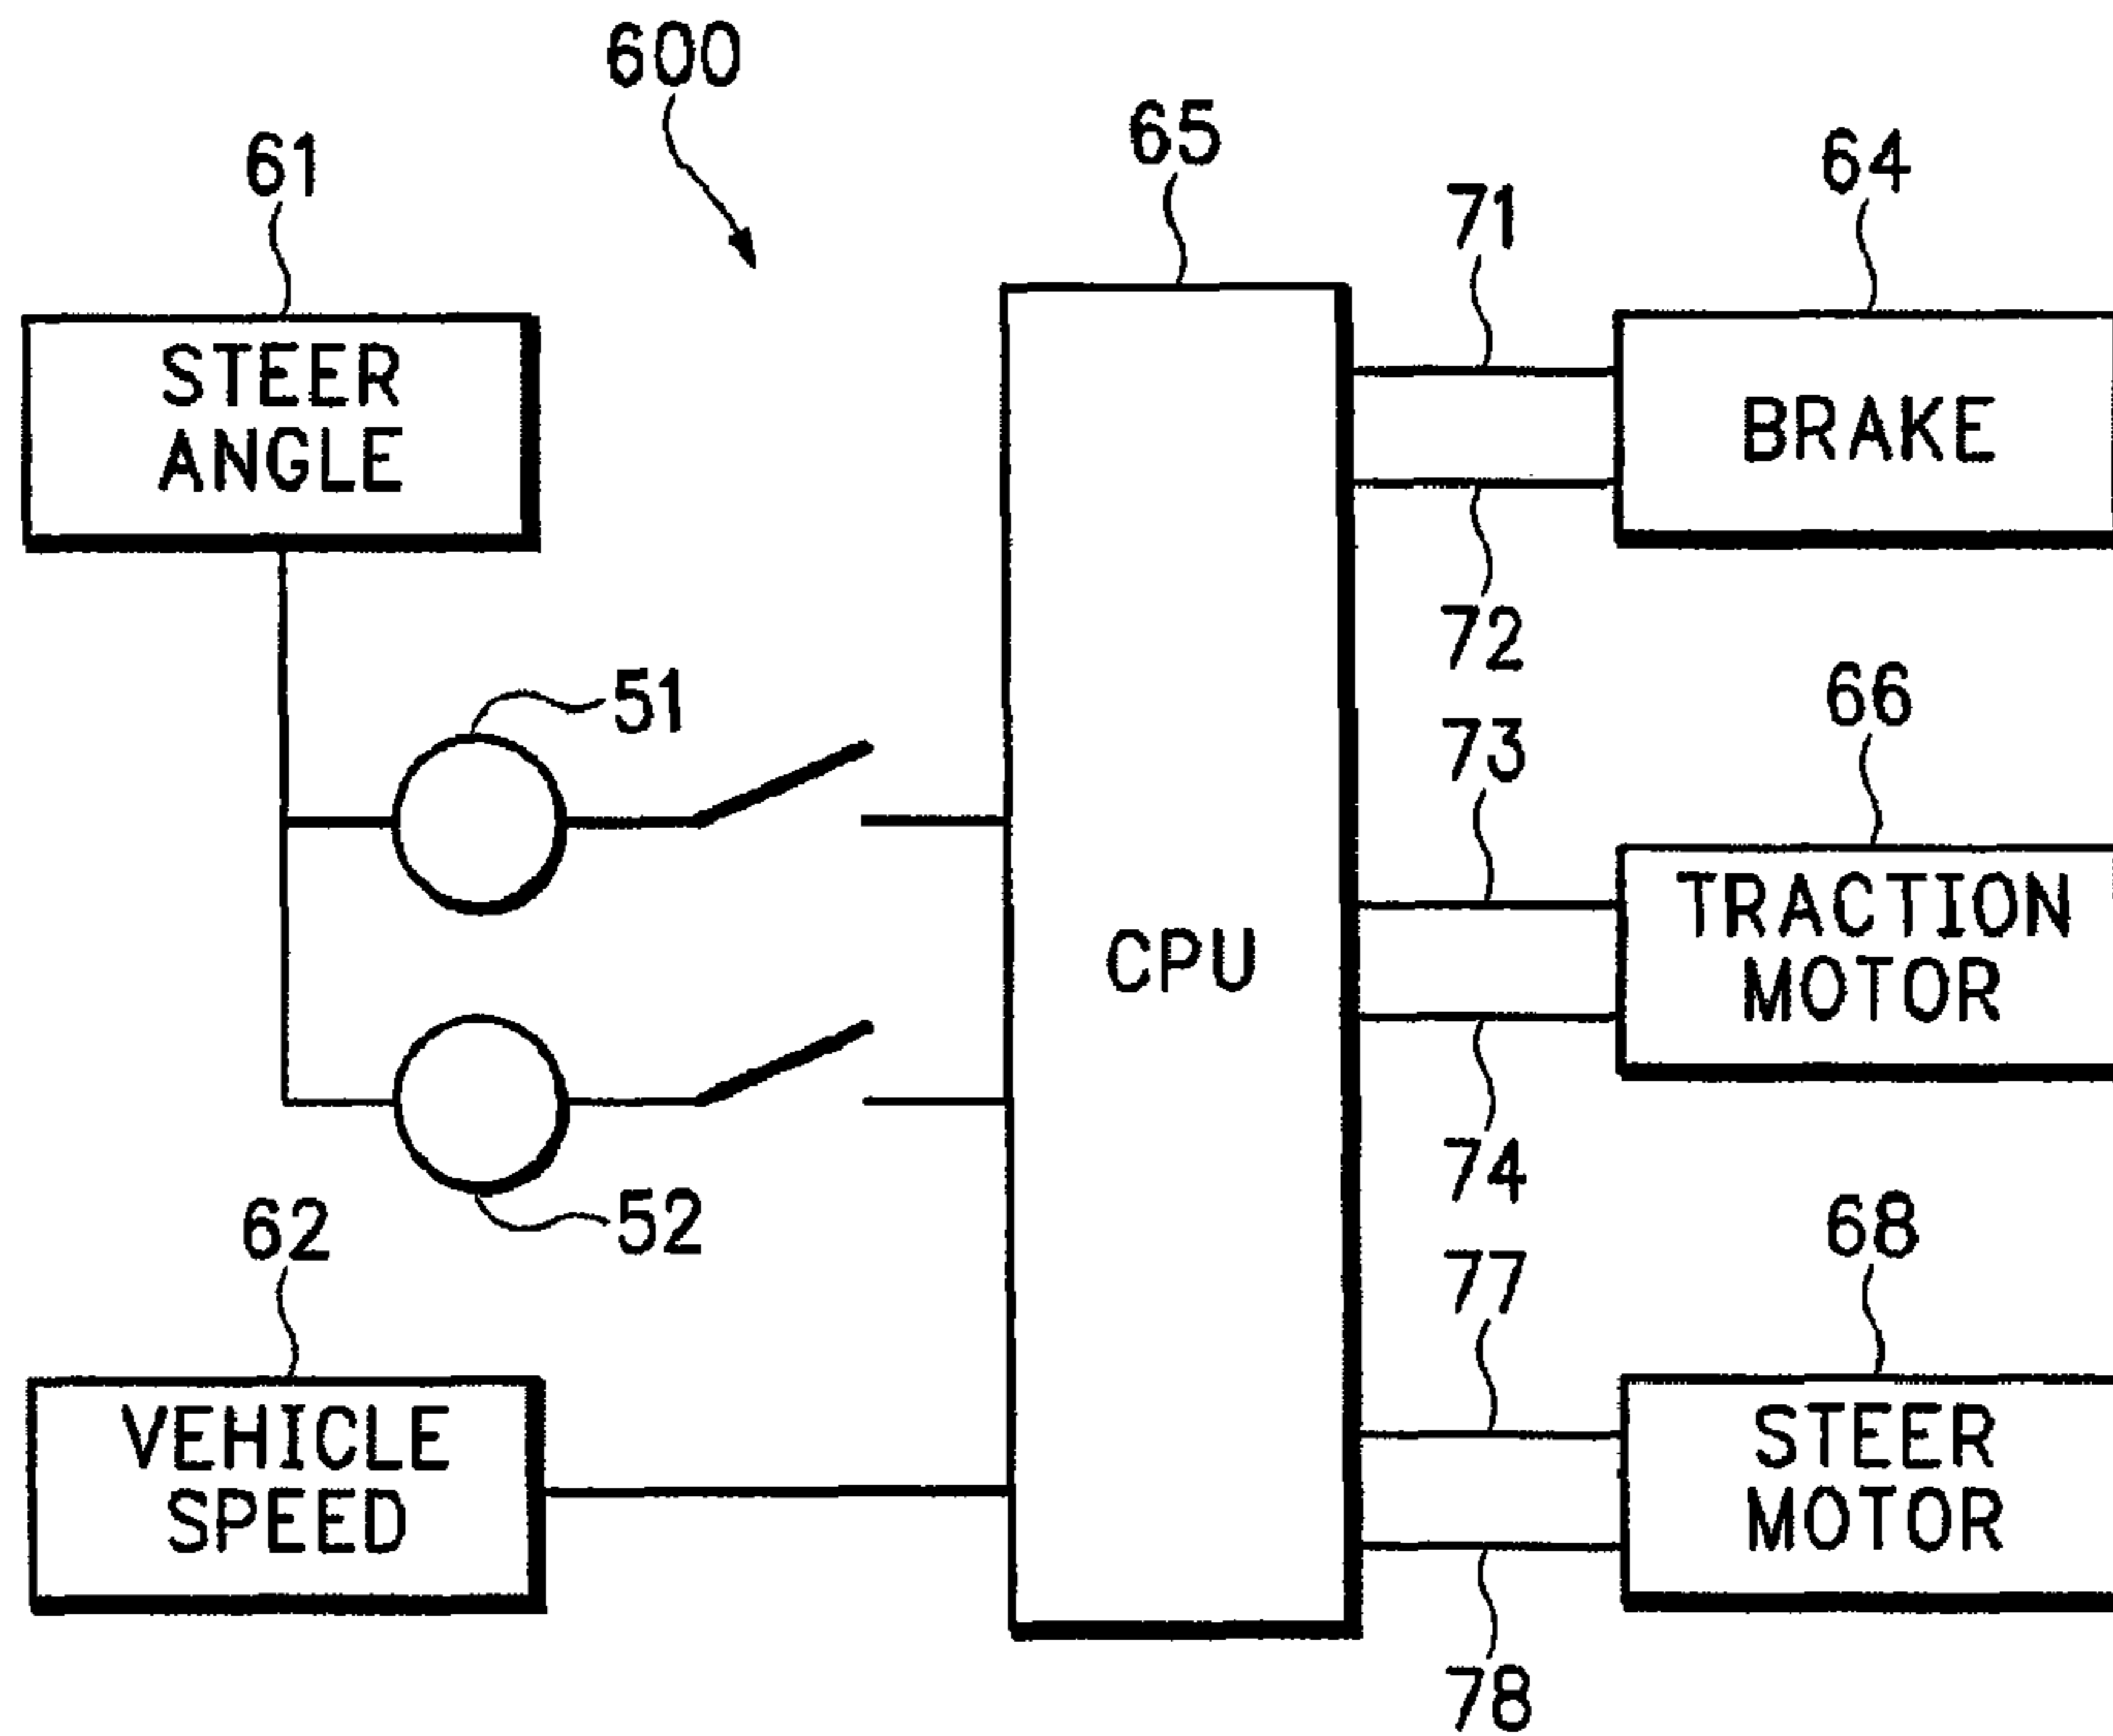 600
61
65
71
64
STEER
ANGLE
BRAKE
72
51
73
66
TRACTION
MOTOR
CPU
52
74
62
77
68
VEHICLE
SPEED
STEER
MOTOR
78